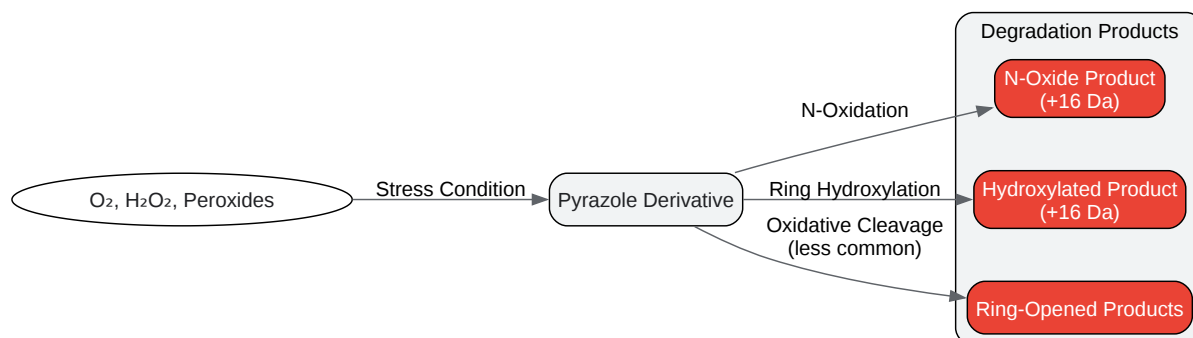 Degradation Products
N-Oxide Product
(+16 Da)
N-Oxidation
O₂, H₂O₂, Peroxides
Stress Condition
Pyrazole Derivative
Ring Hydroxylation
Hydroxylated Product
(+16 Da)
Oxidative Cleavage
(less common)
Ring-Opened Products